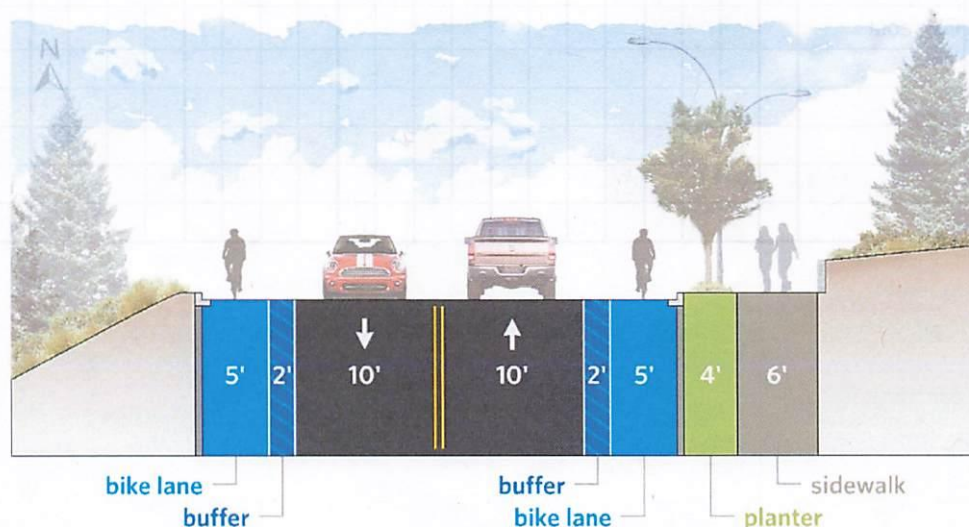 N
5' 2' 10' 10' 2' 5' 4' 6'
bike lane buffer sidewalk
buffer bike lane planter